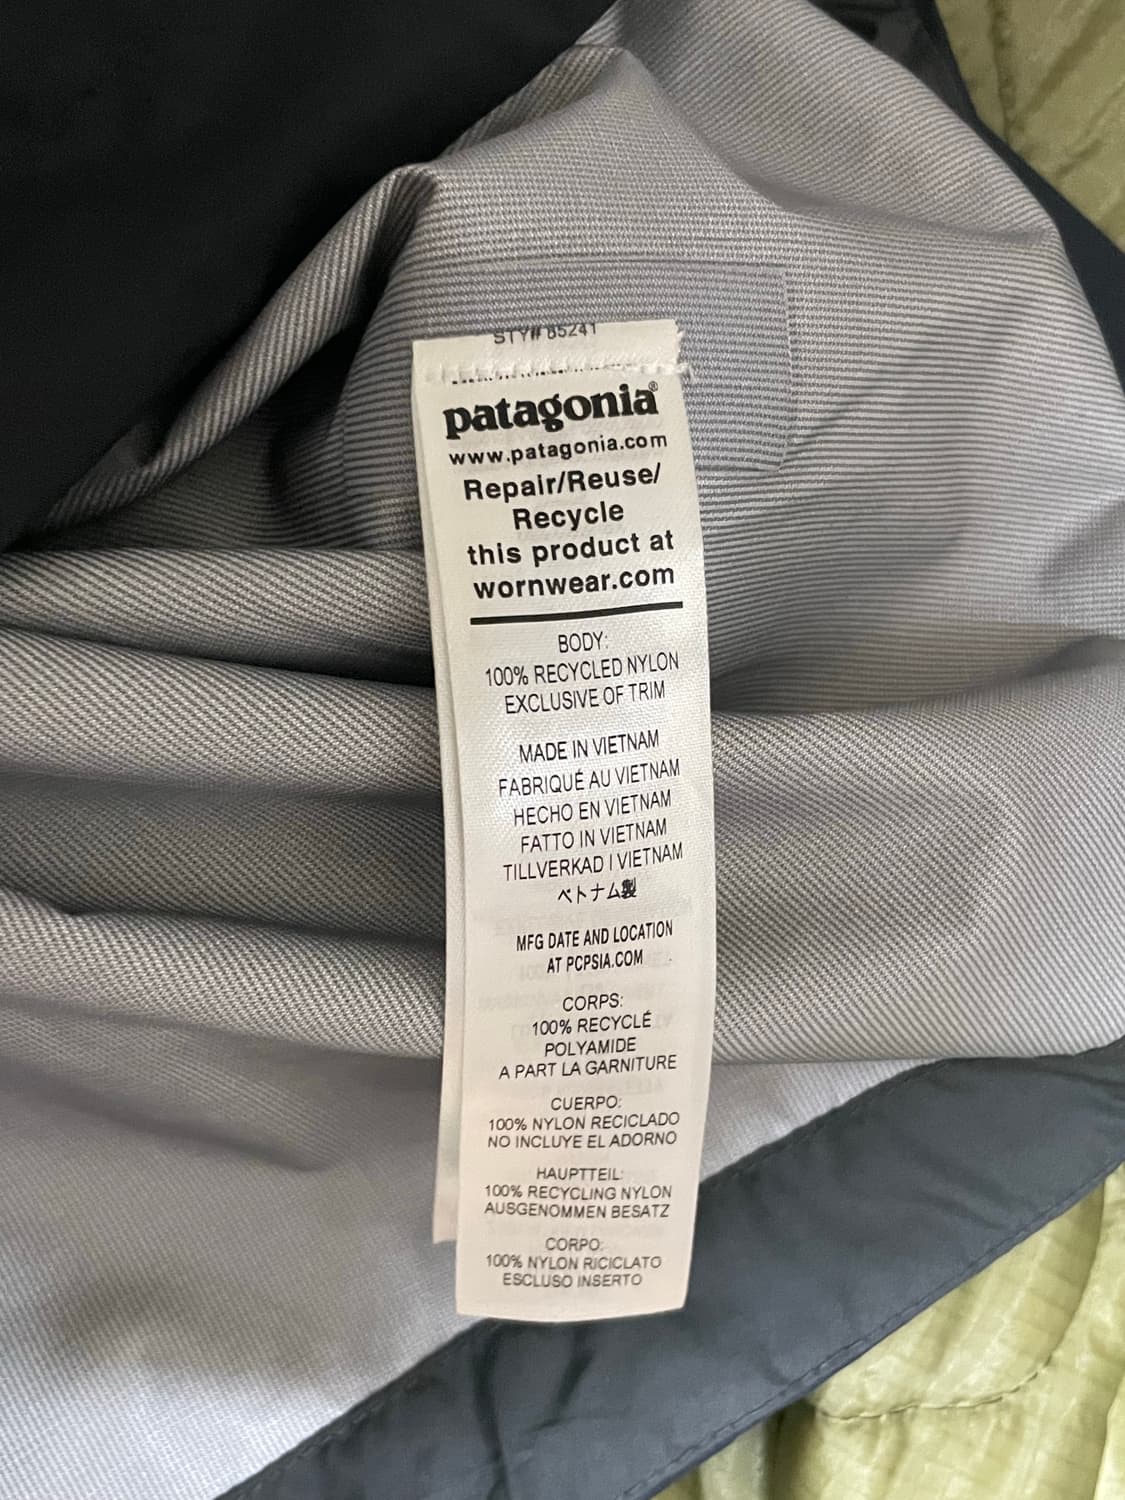 STY# 85241
patagonia®
www.patagonia.com
Repair/Reuse/
Recycle
this product at
wornwear.com
BODY:
100% RECYCLED NYLON
EXCLUSIVE OF TRIM
MADE IN VIETNAM
FABRIQUÉ AU VIETNAM
HECHO EN VIETNAM
FATTO IN VIETNAM
TILLVERKAD I VIETNAM
ベトナム製
MFG DATE AND LOCATION
AT PCPSIA.COM
CORPS:
100% RECYCLÉ
POLYAMIDE
A PART LA GARNITURE
CUERPO:
100% NYLON RECICLADO
NO INCLUYE EL ADORNO
HAUPTTEIL:
100% RECYCLING NYLON
AUSGENOMMEN BESATZ
CORPO:
100% NYLON RICICLATO
ESCLUSO INSERTO